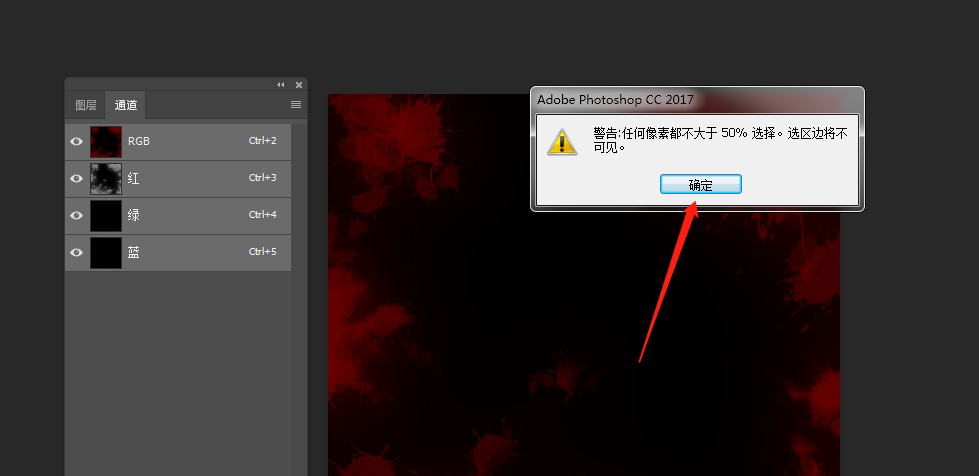 图层 通道
RGB Ctrl+2
红 Ctrl+3
绿 Ctrl+4
蓝 Ctrl+5
Adobe Photoshop CC 2017
警告:任何像素都不大于 50% 选择。选区边将不
可见。
确定